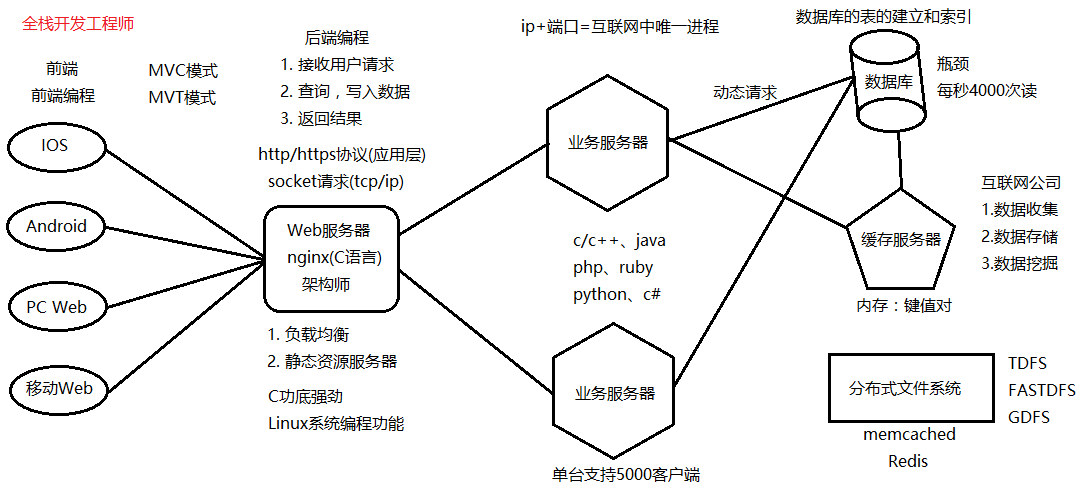 全栈开发工程师
前端
前端编程
MVC模式
MVT模式
IOS
Android
PC Web
移动Web
后端编程
1. 接收用户请求
2. 查询，写入数据
3. 返回结果
http/https协议(应用层)
socket请求(tcp/ip)
Web服务器
nginx(C语言)
架构师
1. 负载均衡
2. 静态资源服务器
C功底强劲
Linux系统编程功能
ip+端口=互联网中唯一进程
业务服务器
c/c++、java
php、ruby
python、c#
业务服务器
单台支持5000客户端
动态请求
数据库的表的建立和索引
数据库
瓶颈
每秒4000次读
缓存服务器
内存：键值对
互联网公司
1.数据收集
2.数据存储
3.数据挖掘
分布式文件系统
TDFS
FASTDFS
GDFS
memcached
Redis